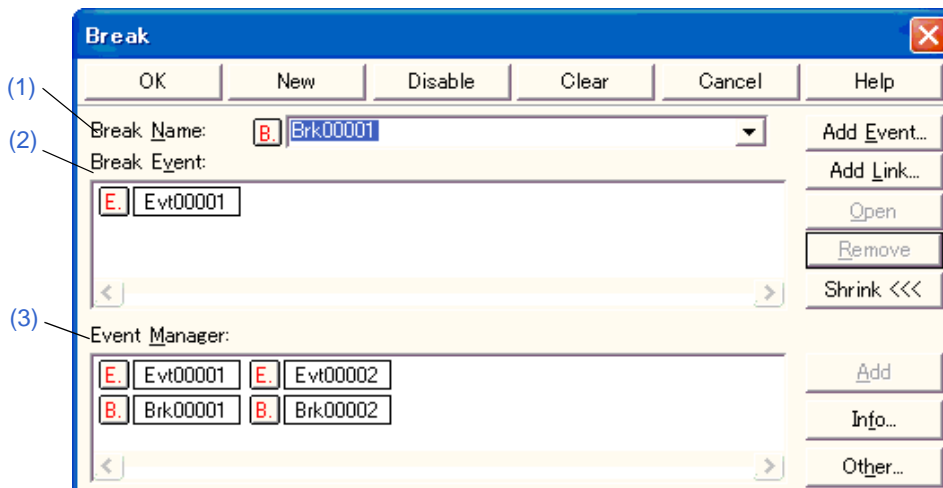 Break
OK New Disable Clear Cancel Help
(1)
Break Name: B. Brk00001 Add Event...
(2)
Break Event: Add Link...
E. Evt00001
Open
Remove
Shrink <<<
(3)
Event Manager:
E. Evt00001 E. Evt00002 Add
B. Brk00001 B. Brk00002 Info...
Other...